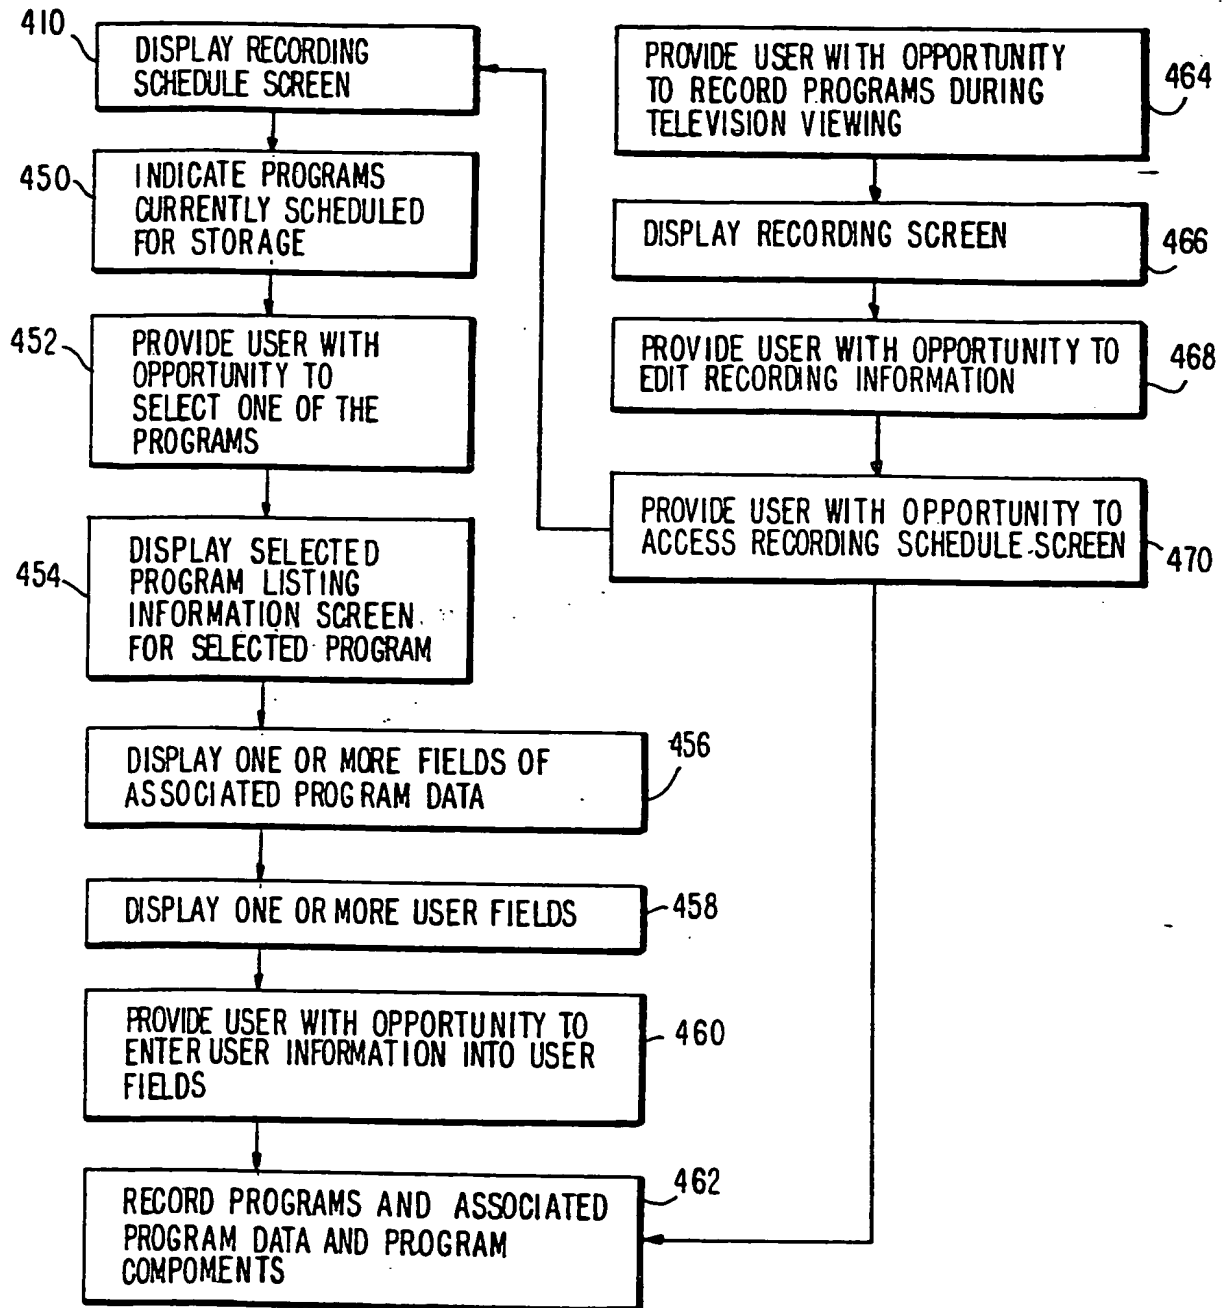 410
DISPLAY RECORDING
SCHEDULE SCREEN
450
INDICATE PROGRAMS
CURRENTLY SCHEDULED
FOR STORAGE
452
PROVIDE USER WITH
OPPORTUNITY TO
SELECT ONE OF THE
PROGRAMS
454
DISPLAY SELECTED
PROGRAM LISTING
INFORMATION SCREEN
FOR SELECTED PROGRAM
DISPLAY ONE OR MORE FIELDS OF
ASSOCIATED PROGRAM DATA
456
DISPLAY ONE OR MORE USER FIELDS
458
PROVIDE USER WITH OPPORTUNITY TO
ENTER USER INFORMATION INTO USER
FIELDS
460
RECORD PROGRAMS AND ASSOCIATED
PROGRAM DATA AND PROGRAM
COMPOMENTS
462
PROVIDE USER WITH OPPORTUNITY
TO RECORD PROGRAMS DURING
TELEVISION VIEWING
464
DISPLAY RECORDING SCREEN
466
PROVIDE USER WITH OPPORTUNITY TO
EDIT RECORDING INFORMATION
468
PROVIDE USER WITH OPPORTUNITY TO
ACCESS RECORDING SCHEDULE SCREEN
470